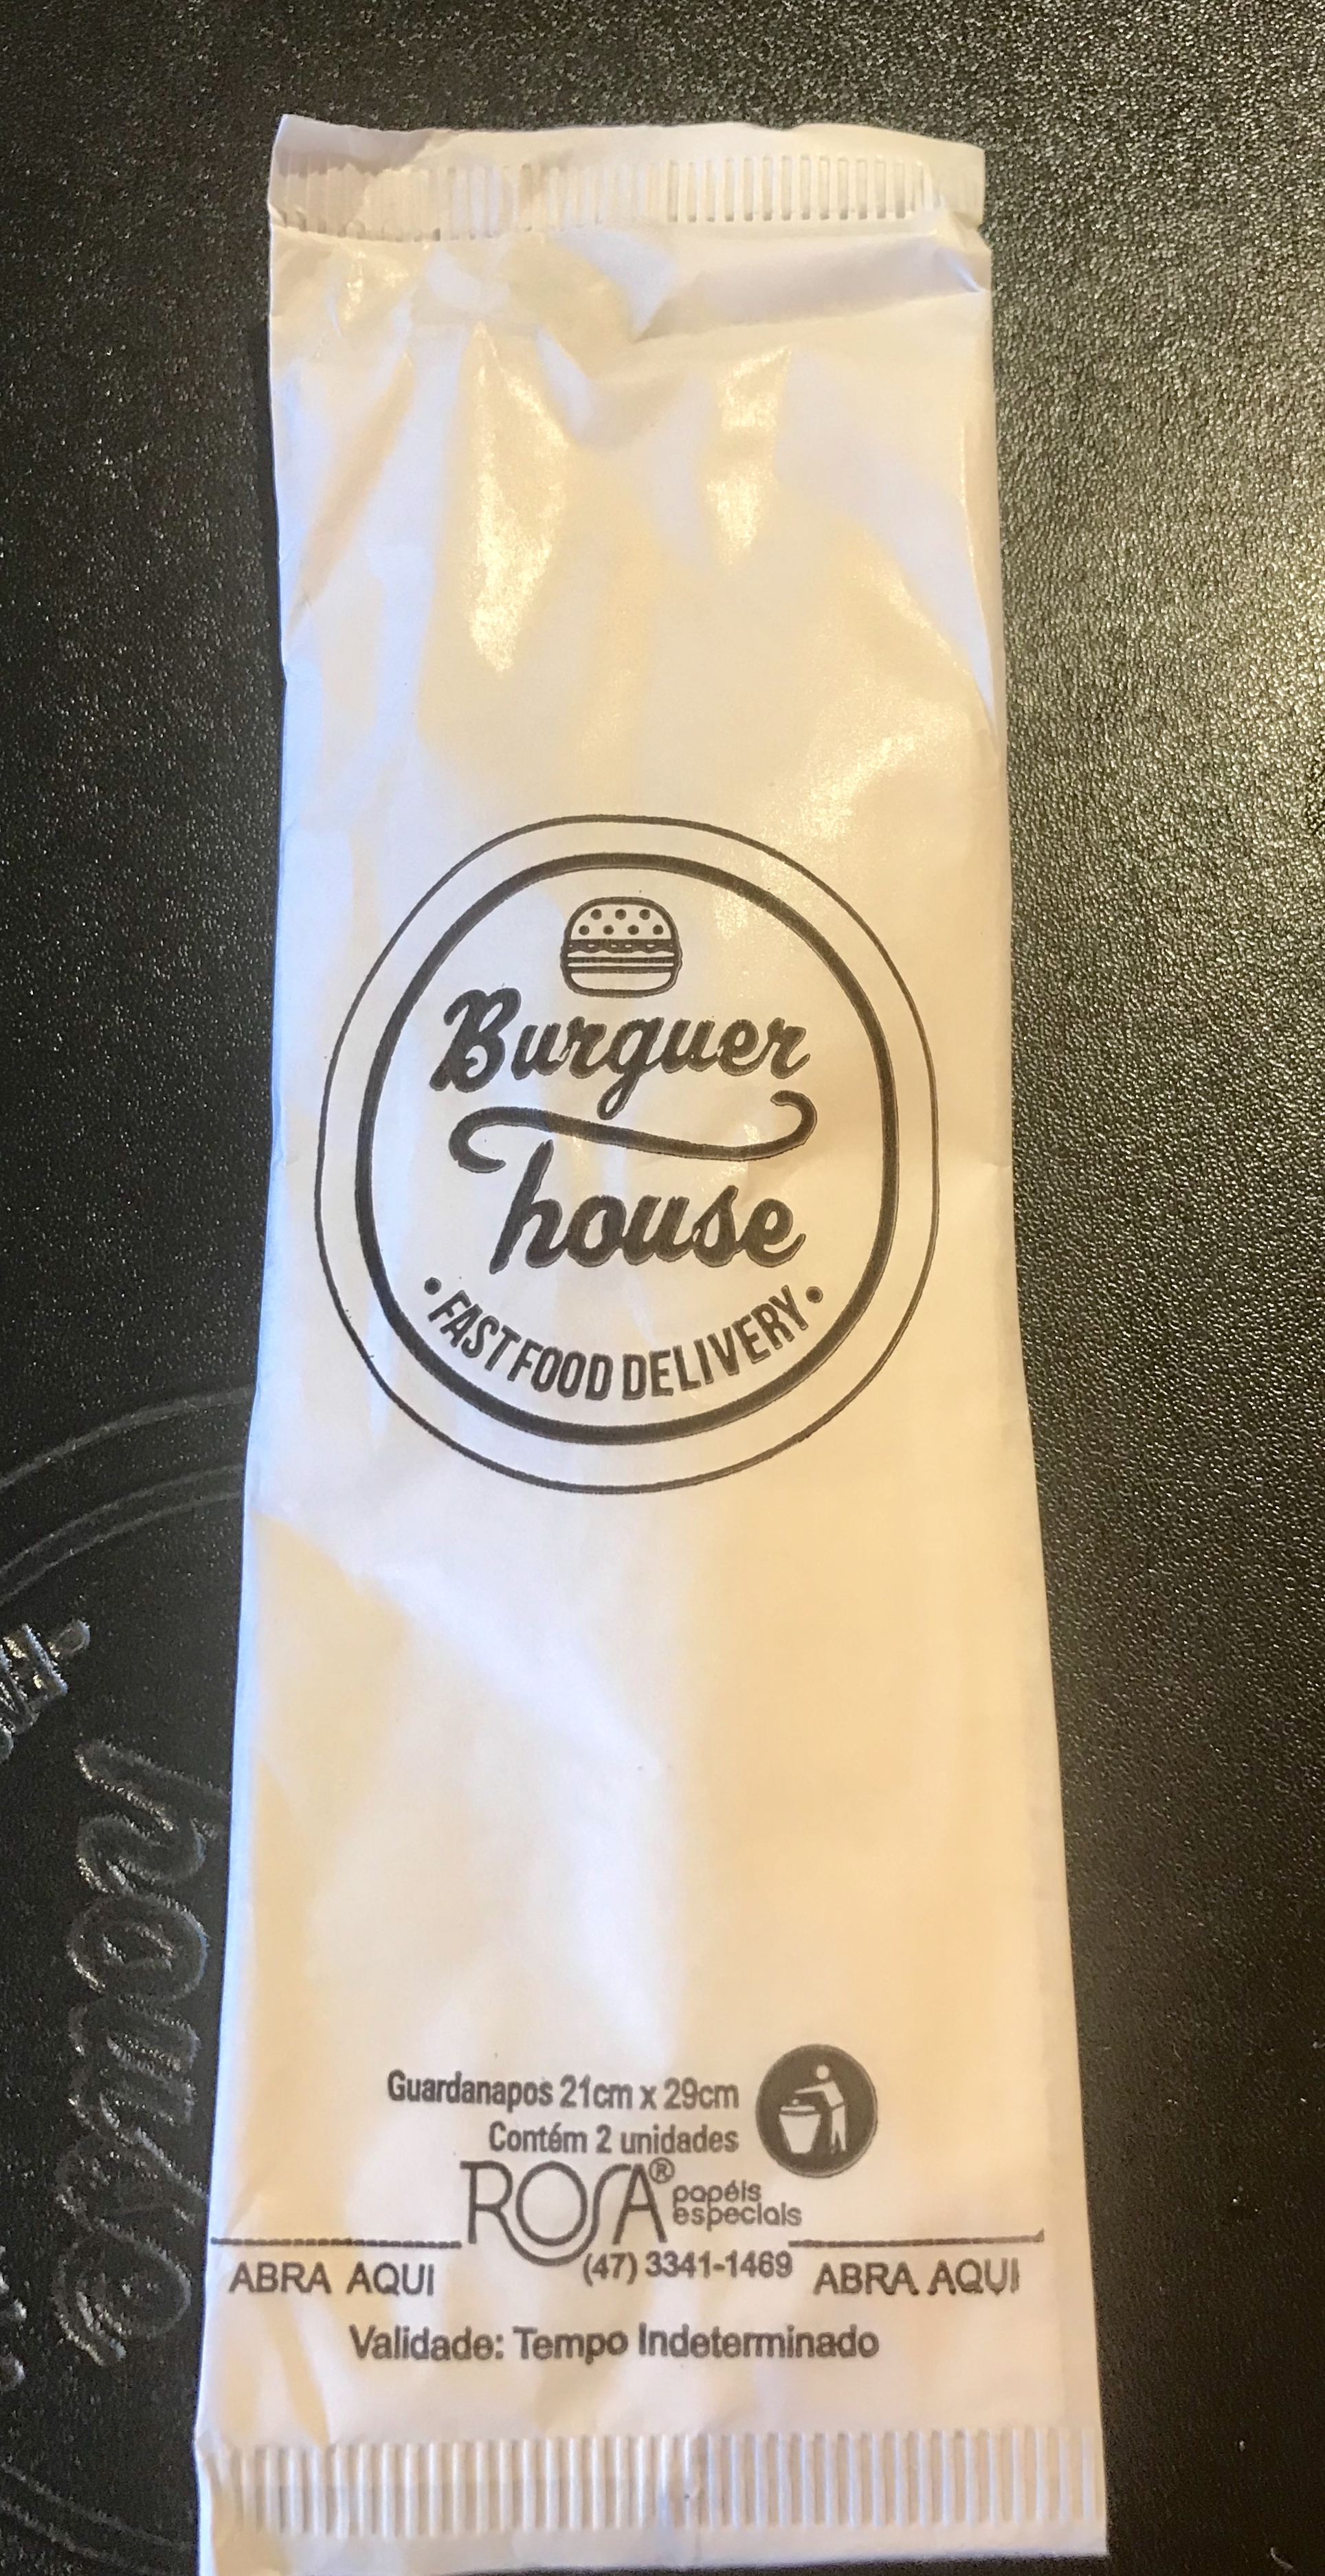 Burguer
house
• FAST FOOD DELIVERY •
Guardanapos 21cm x 29cm
Contém 2 unidades
ROSA® papéis
especiais
(47) 3341-1469
ABRA AQUI ABRA AQUI
Validade: Tempo Indeterminado
house